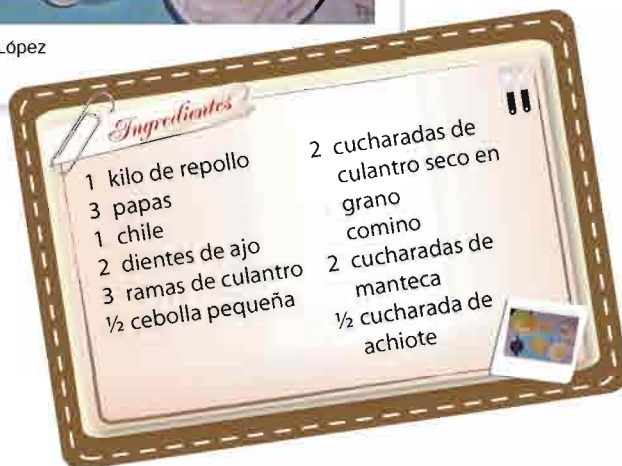 López
Ingredientes
1 kilo de repollo
3 papas
1 chile
2 dientes de ajo
3 ramas de culantro
½ cebolla pequeña
2 cucharadas de
culantro seco en
grano
comino
2 cucharadas de
manteca
½ cucharada de
achiote